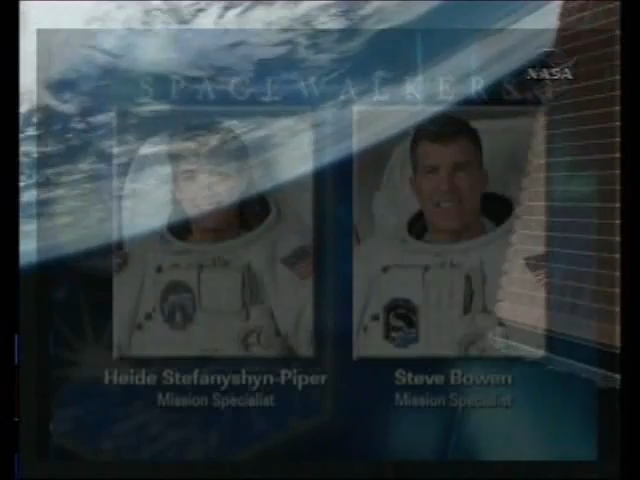 NASA
SPACEWALKERS
Heide Stefanyshyn-Piper
Steve Bowen
Mission Specialist
Mission Specialist